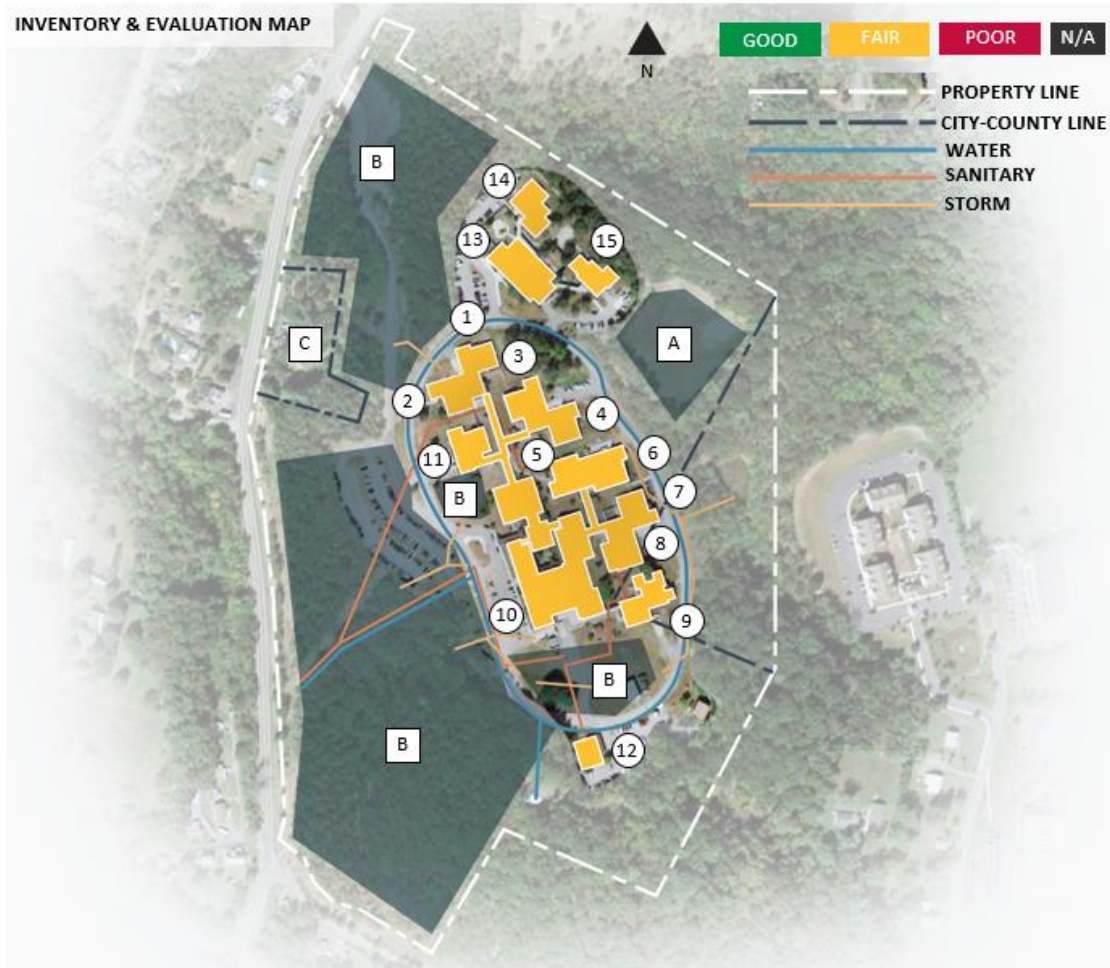 INVENTORY & EVALUATION MAP
N
GOOD
FAIR
POOR
N/A
PROPERTY LINE
CITY-COUNTY LINE
WATER
SANITARY
STORM
B
14
13
15
1
C
3
A
2
4
11
5
6
B
7
8
10
9
B
B
12